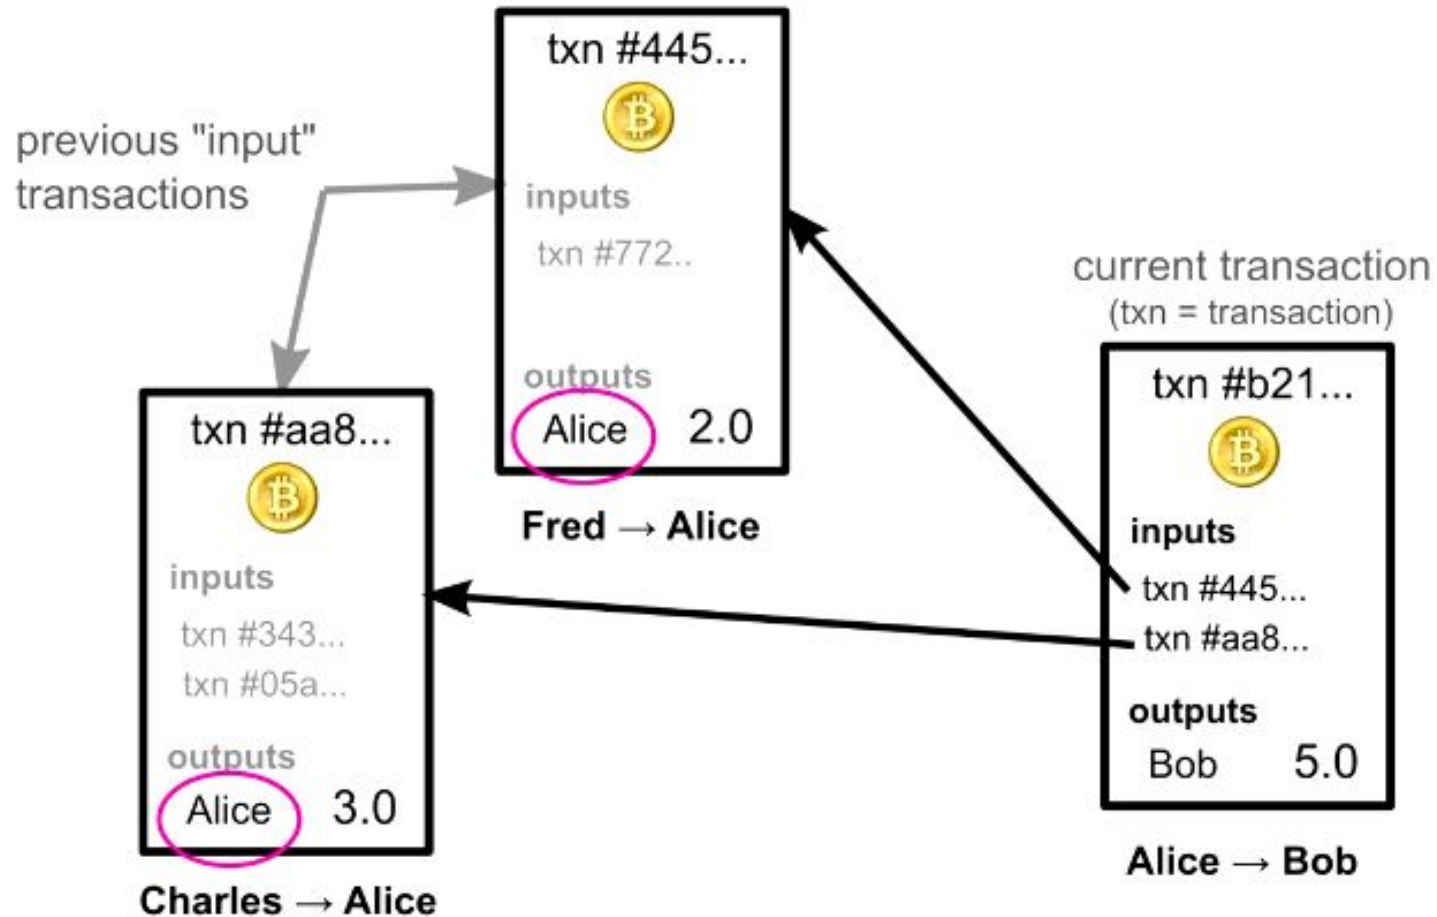 previous "input"
transactions
txn #445...
inputs
txn #772..
outputs
Alice 2.0
Fred → Alice
txn #aa8...
inputs
txn #343...
txn #05a...
outputs
Alice 3.0
Charles → Alice
current transaction
(txn = transaction)
txn #b21...
inputs
txn #445...
txn #aa8...
outputs
Bob 5.0
Alice → Bob